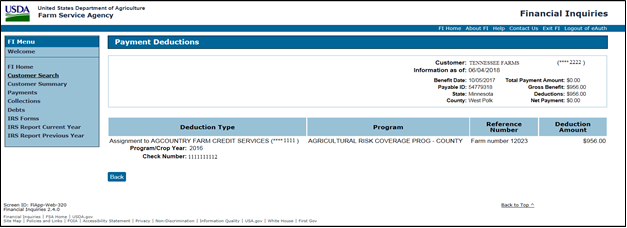 USDA
United States Department of Agriculture
Farm Service Agency
Financial Inquiries
FI Home About FI Help Contact Us Exit FI Logout of eAuth
FI Menu
Welcome
FI Home
Customer Search
Customer Summary
Payments
Collections
Debts
IRS Forms
IRS Report Current Year
IRS Report Previous Year
Payment Deductions
Customer: TENNESSEE FARMS (****2222 )
Information as of: 06/04/2018
Benefit Date: 10/05/2017 Total Payment Amount: $0.00
Payable ID: 54779318 Gross Benefit: $956.00
State: Minnesota Deductions: $956.00
County: West Polk Net Payment: $0.00
Deduction Type Program Reference Number Deduction Amount
Assignment to AGCOUNTRY FARM CREDIT SERVICES (****1111 ) AGRICULTURAL RISK COVERAGE PROG - COUNTY Farm number 12023 $956.00
Program/Crop Year: 2016
Check Number: 1111111112
Back
Screen ID: FIApp-Web-320
Back to Top ^
Financial Inquiries 2.4.0
Financial Inquiries | FSA Home | USDA.gov
Site Map | Policies and Links | FOIA | Accessibility Statement | Privacy | Non-Discrimination | Information Quality | USA.gov | White House | First Gov